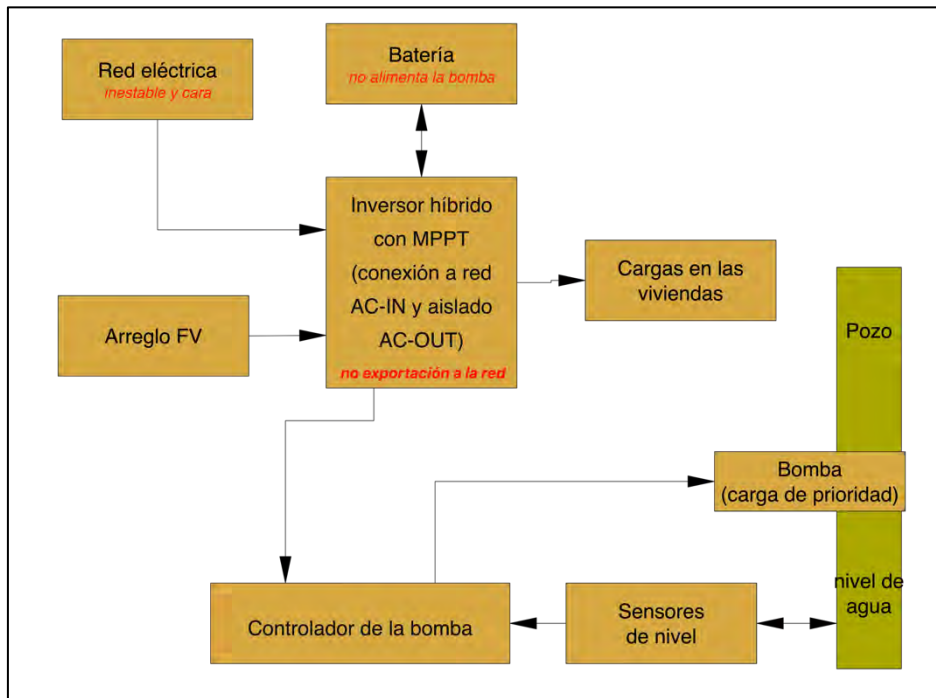 Red eléctrica
inestable y cara
Batería
no alimenta la bomba
Inversor híbrido
con MPPT
(conexión a red
AC-IN y aislado
AC-OUT)
no exportación a la red
Cargas en las
viviendas
Arreglo FV
Pozo
Bomba
(carga de prioridad)
nivel de
agua
Controlador de la bomba
Sensores
de nivel